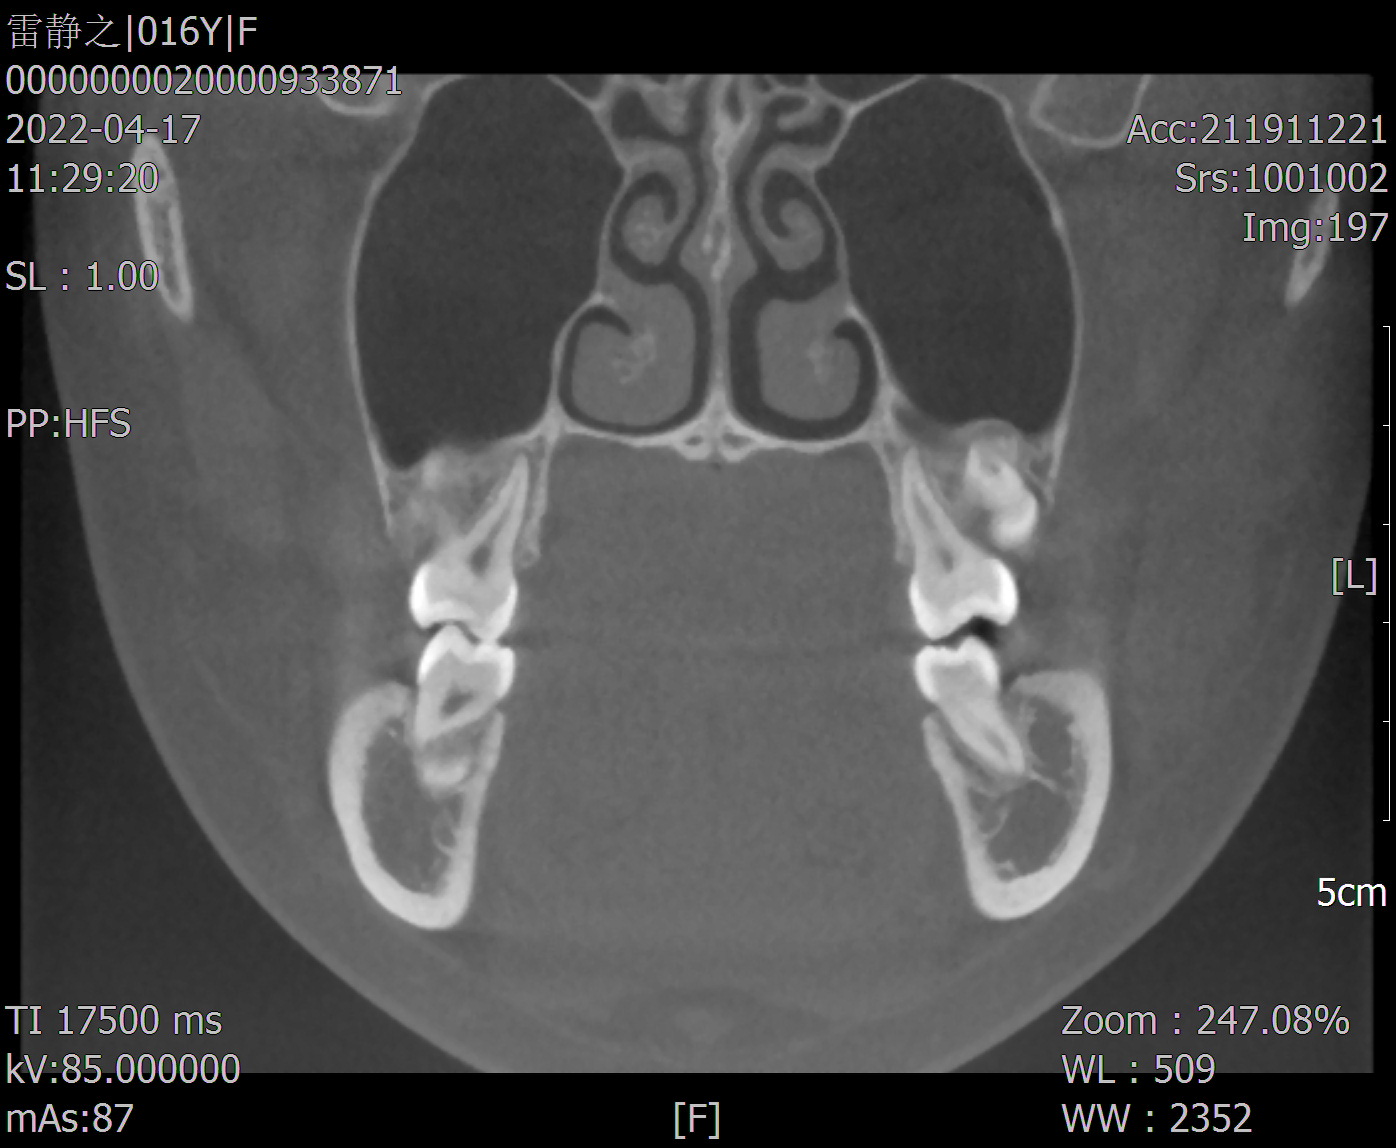 雷静之|016Y|F
0000000020000933871
2022-04-17
11:29:20
SL : 1.00
PP:HFS
Acc:211911221
Srs:1001002
Img:197
[L]
5cm
TI 17500 ms
kV:85.000000
mAs:87
[F]
Zoom : 247.08%
WL : 509
WW : 2352